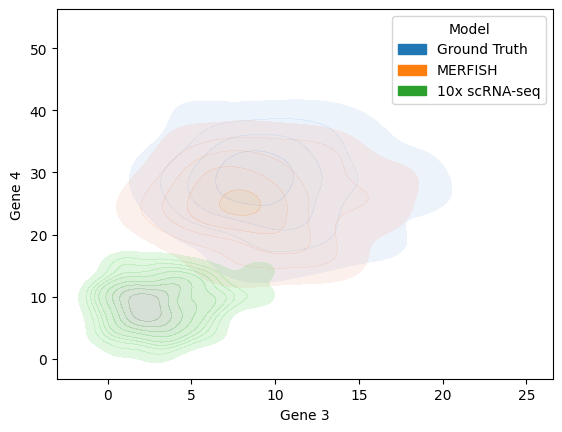 Model
Ground Truth
MERFISH
10x scRNA-seq
50
40
30
20
10
0
Gene 4
0 5 10 15 20 25
Gene 3